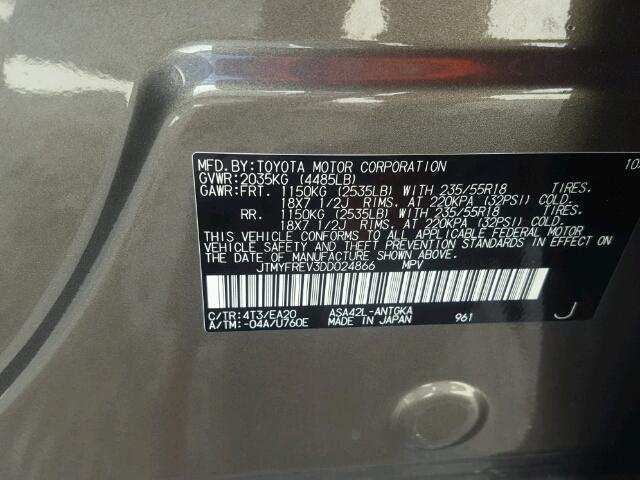 MFD. BY: TOYOTA MOTOR CORPORATION
GVWR: 2035KG (4485LB)
GAWR: FRT. 1150KG (2535LB) WITH 235/55R18 TIRES.
18X7 1/2J RIMS. AT 220KPA (32PSI) COLD.
RR. 1150KG (2535LB) WITH 235/55R18 TIRES.
18X7 1/2J RIMS. AT 220KPA (32PSI) COLD.
THIS VEHICLE CONFORMS TO ALL APPLICABLE FEDERAL MOTOR
VEHICLE SAFETY AND THEFT PREVENTION STANDARDS IN EFFECT ON
THE DATE OF MANUFACTURE SHOWN ABOVE.
JTMYFREV3DD024866 MPV
C/TR: 4T3/EA20 ASA42L-ANTGKA
A/TM: -04A/U760E MADE IN JAPAN 961 J